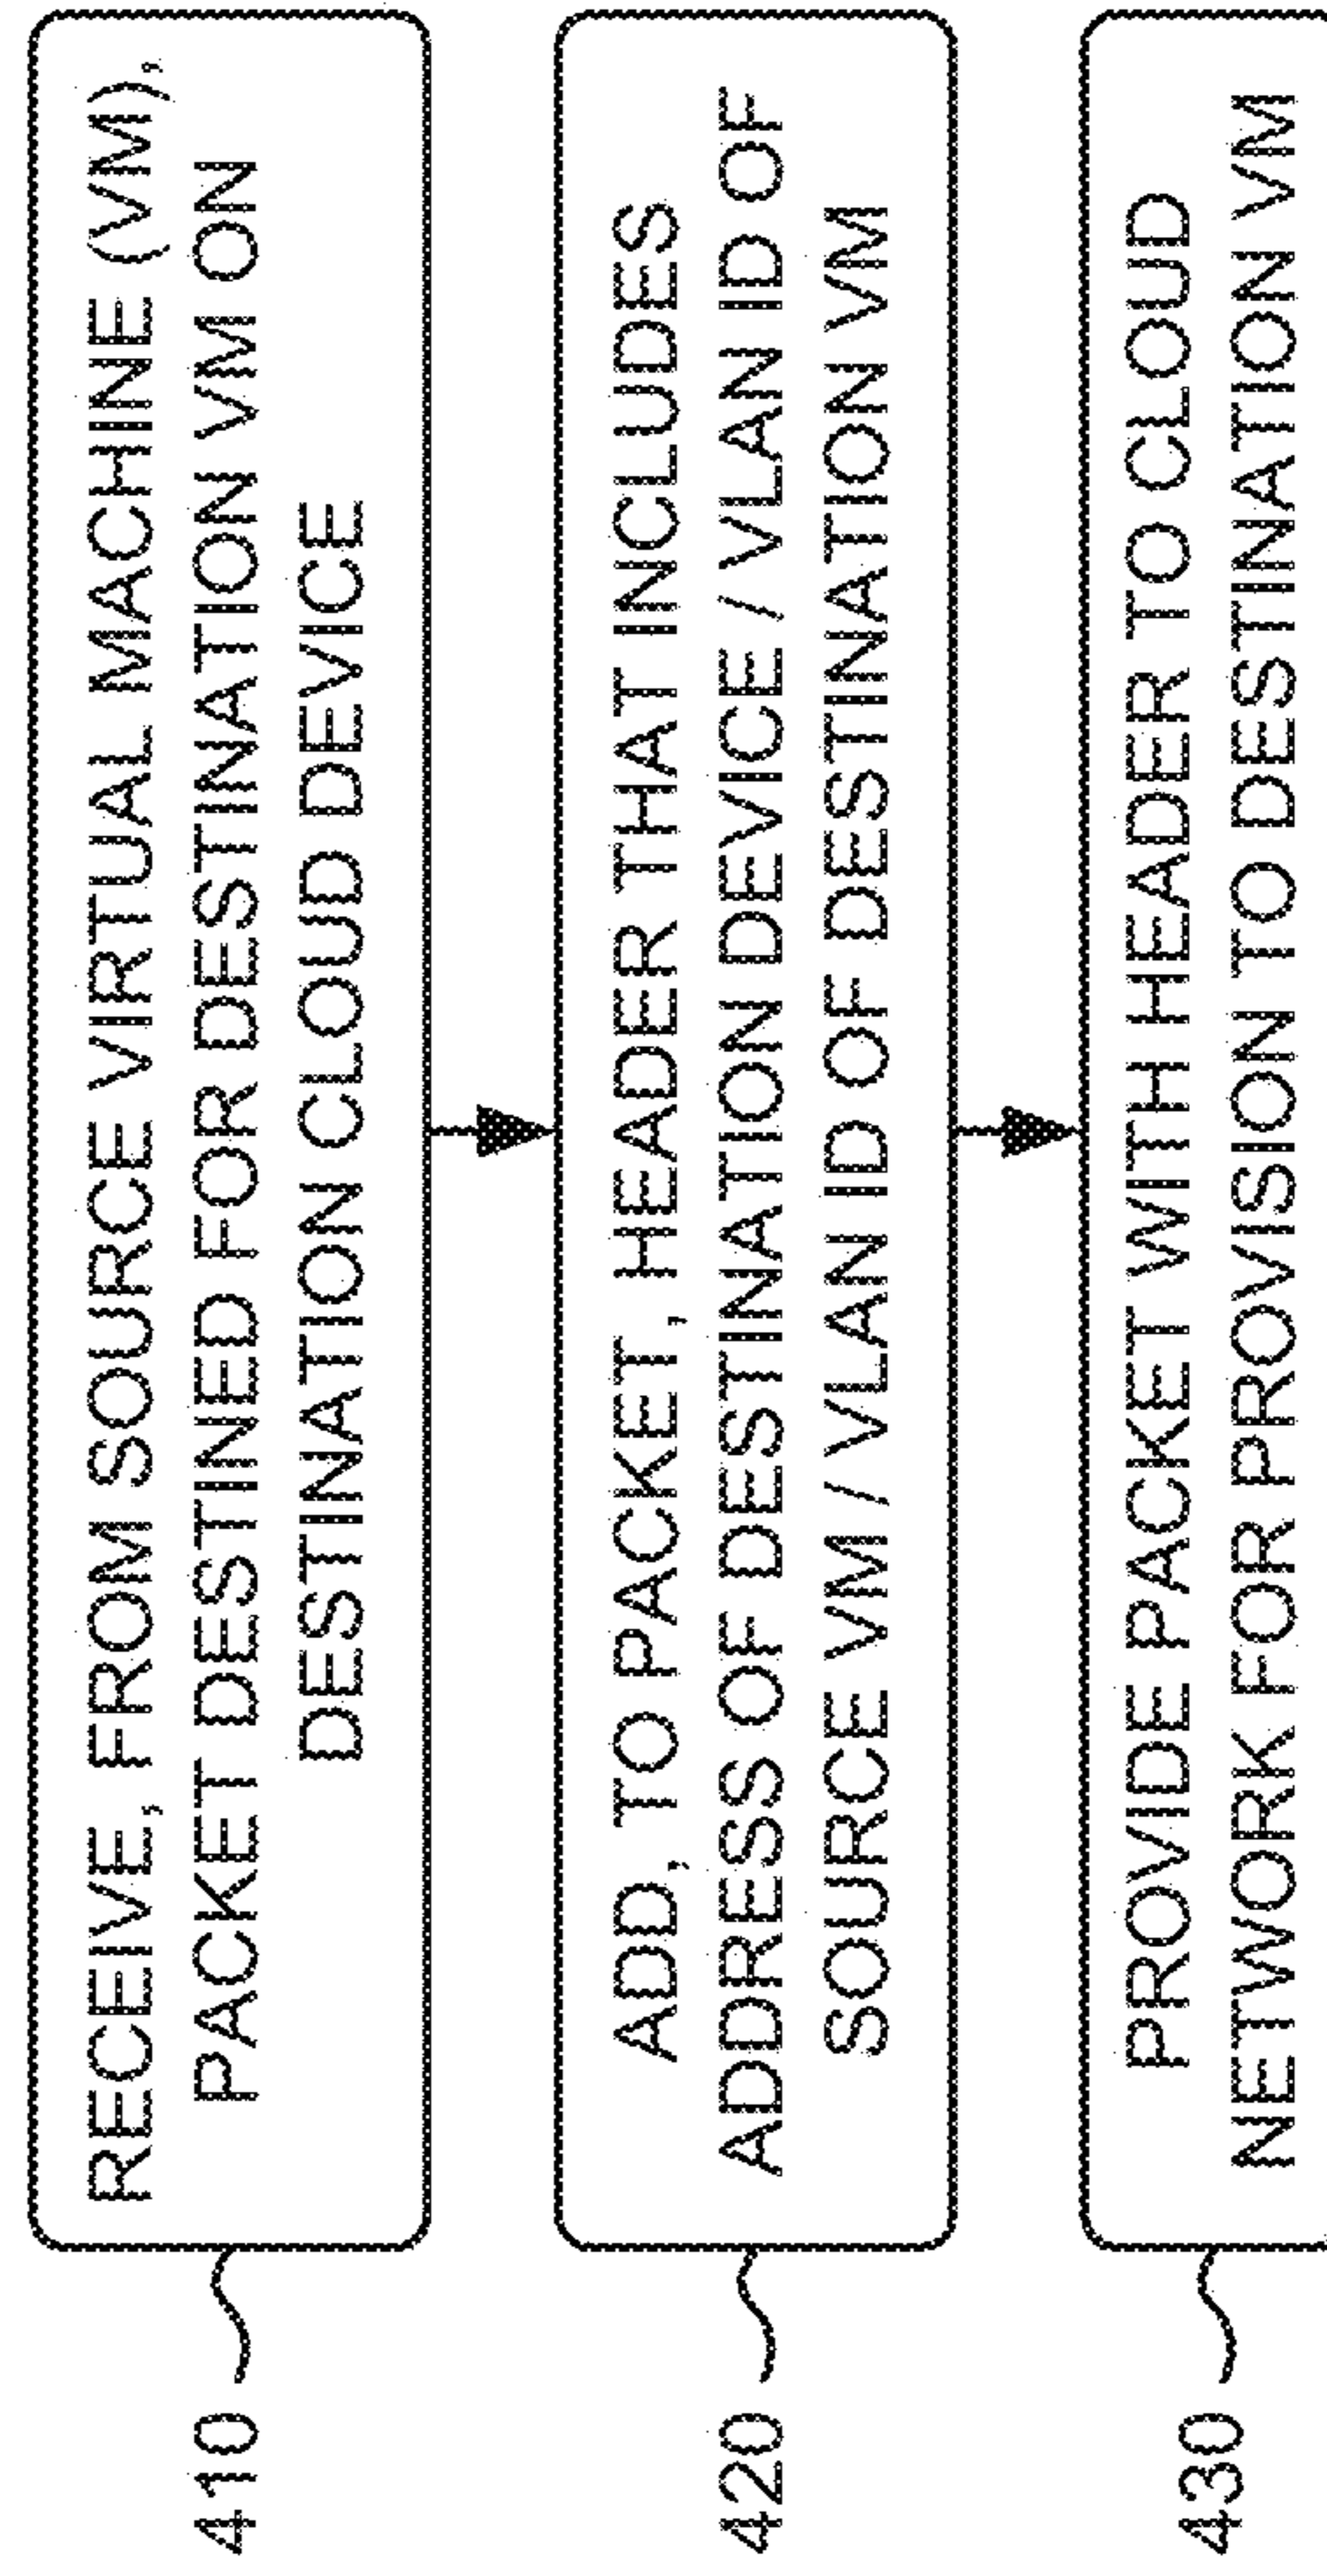 410
RECEIVE, FROM SOURCE VIRTUAL MACHINE (VM),
PACKET DESTINED FOR DESTINATION VM ON
DESTINATION CLOUD DEVICE
420
ADD, TO PACKET, HEADER THAT INCLUDES
ADDRESS OF DESTINATION DEVICE / VLAN ID OF
SOURCE VM / VLAN ID OF DESTINATION VM
430
PROVIDE PACKET WITH HEADER TO CLOUD
NETWORK FOR PROVISION TO DESTINATION VM